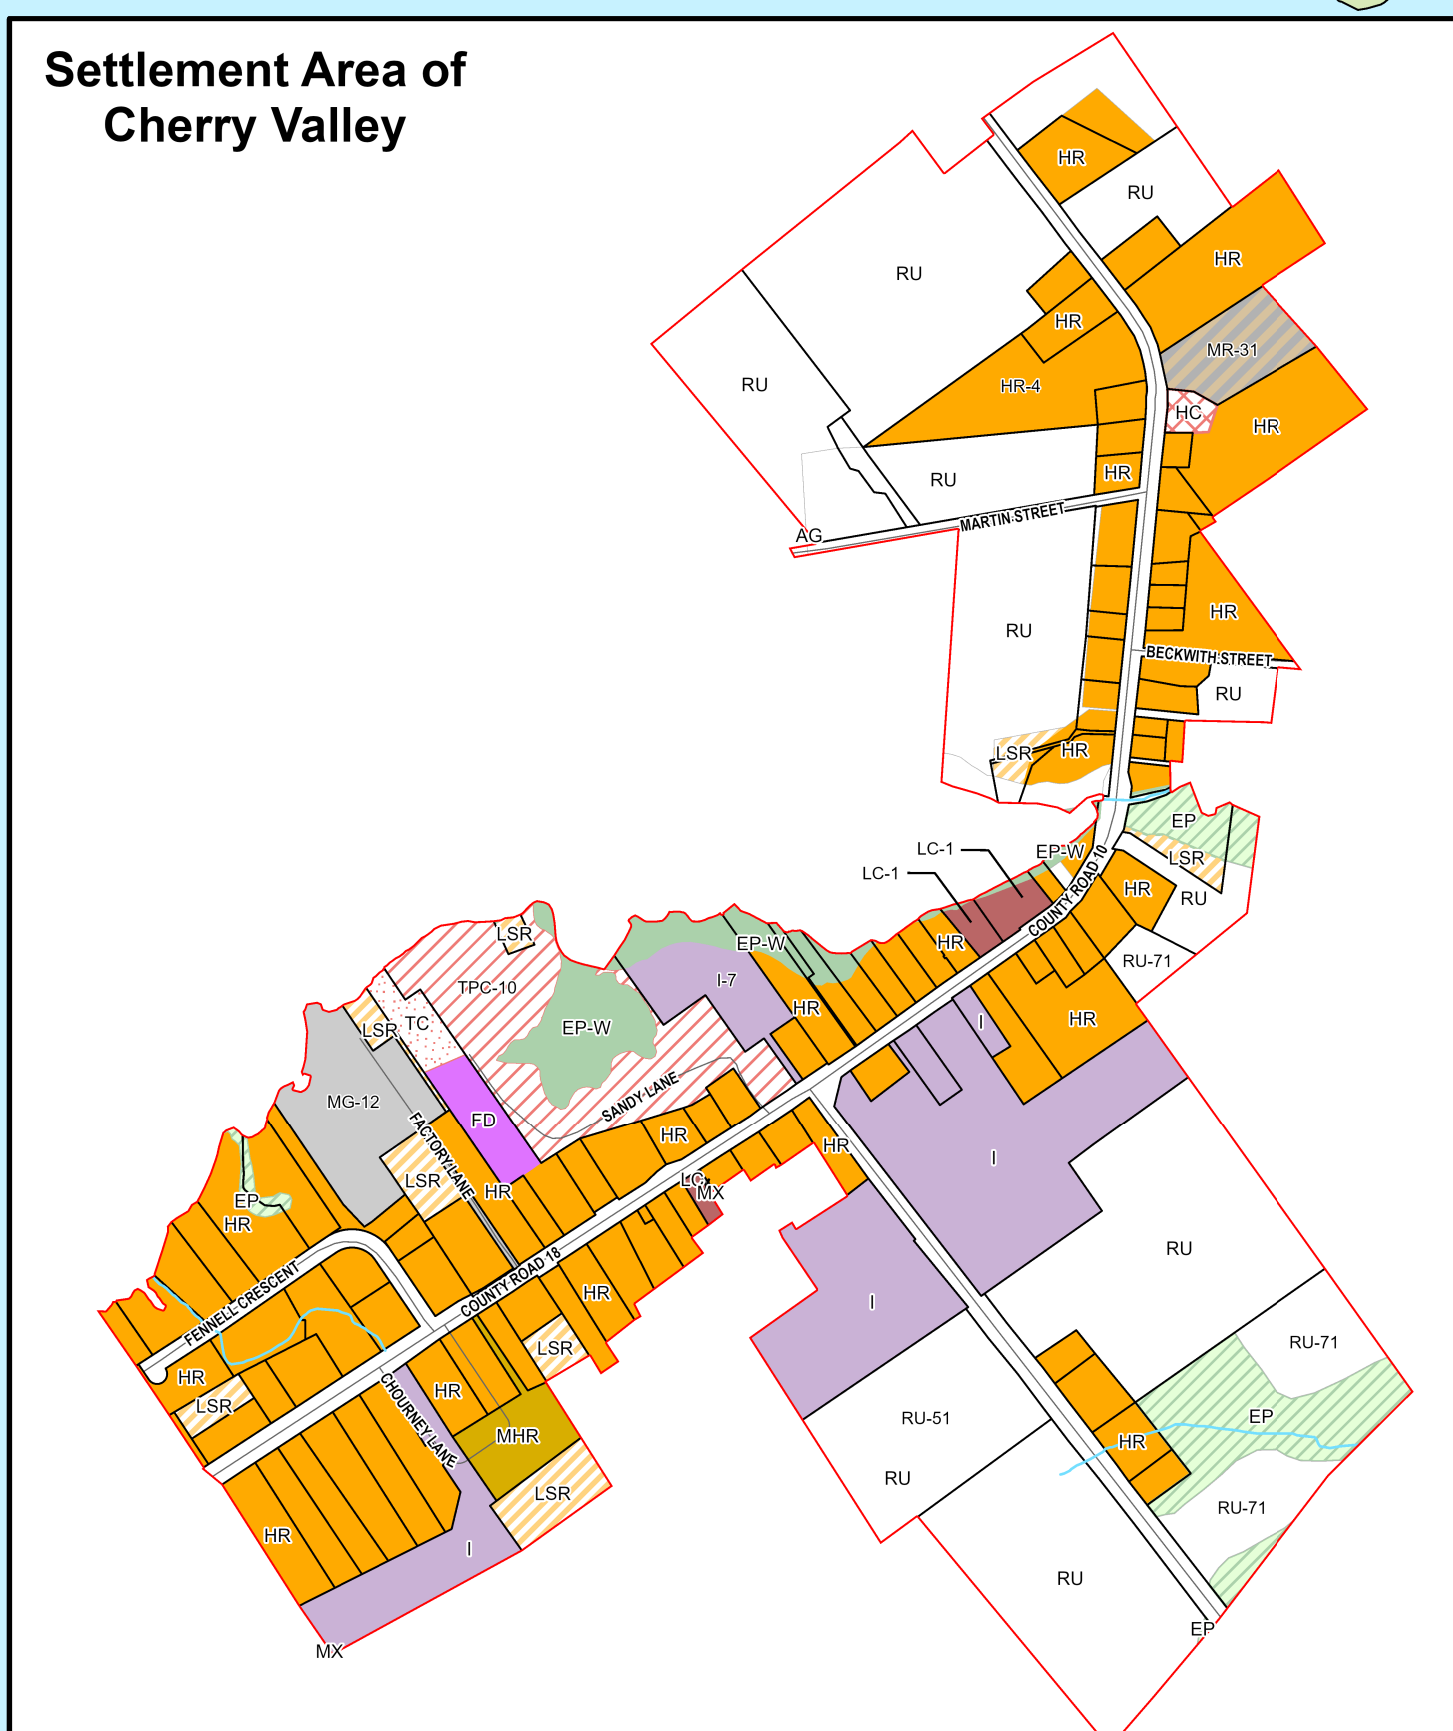 Settlement Area of
Cherry Valley
HR
RU
HR
RU
HR
MR-31
RU
HR-4
HC
HR
HR
RU
MARTIN STREET
AG
HR
RU
BECKWITH STREET
RU
LSR
HR
EP
LC-1
EP-W
LSR
LC-1
HR
RU
COUNTY ROAD 10
LSR
EP-W
HR
RU-71
TPC-10
I-7
HR
TC
LSR
EP-W
I
HR
MG-12
SANDY LANE
FD
FACTORY LANE
HR
HR
I
LSR
HR
LC
MX
EP
HR
RU
COUNTY ROAD 18
FENNELL CRESCENT
HR
I
LSR
RU-71
HR
HR
LSR
CHOURNEY LANE
RU-51
EP
MHR
HR
RU
LSR
RU-71
HR
I
RU
EP
MX